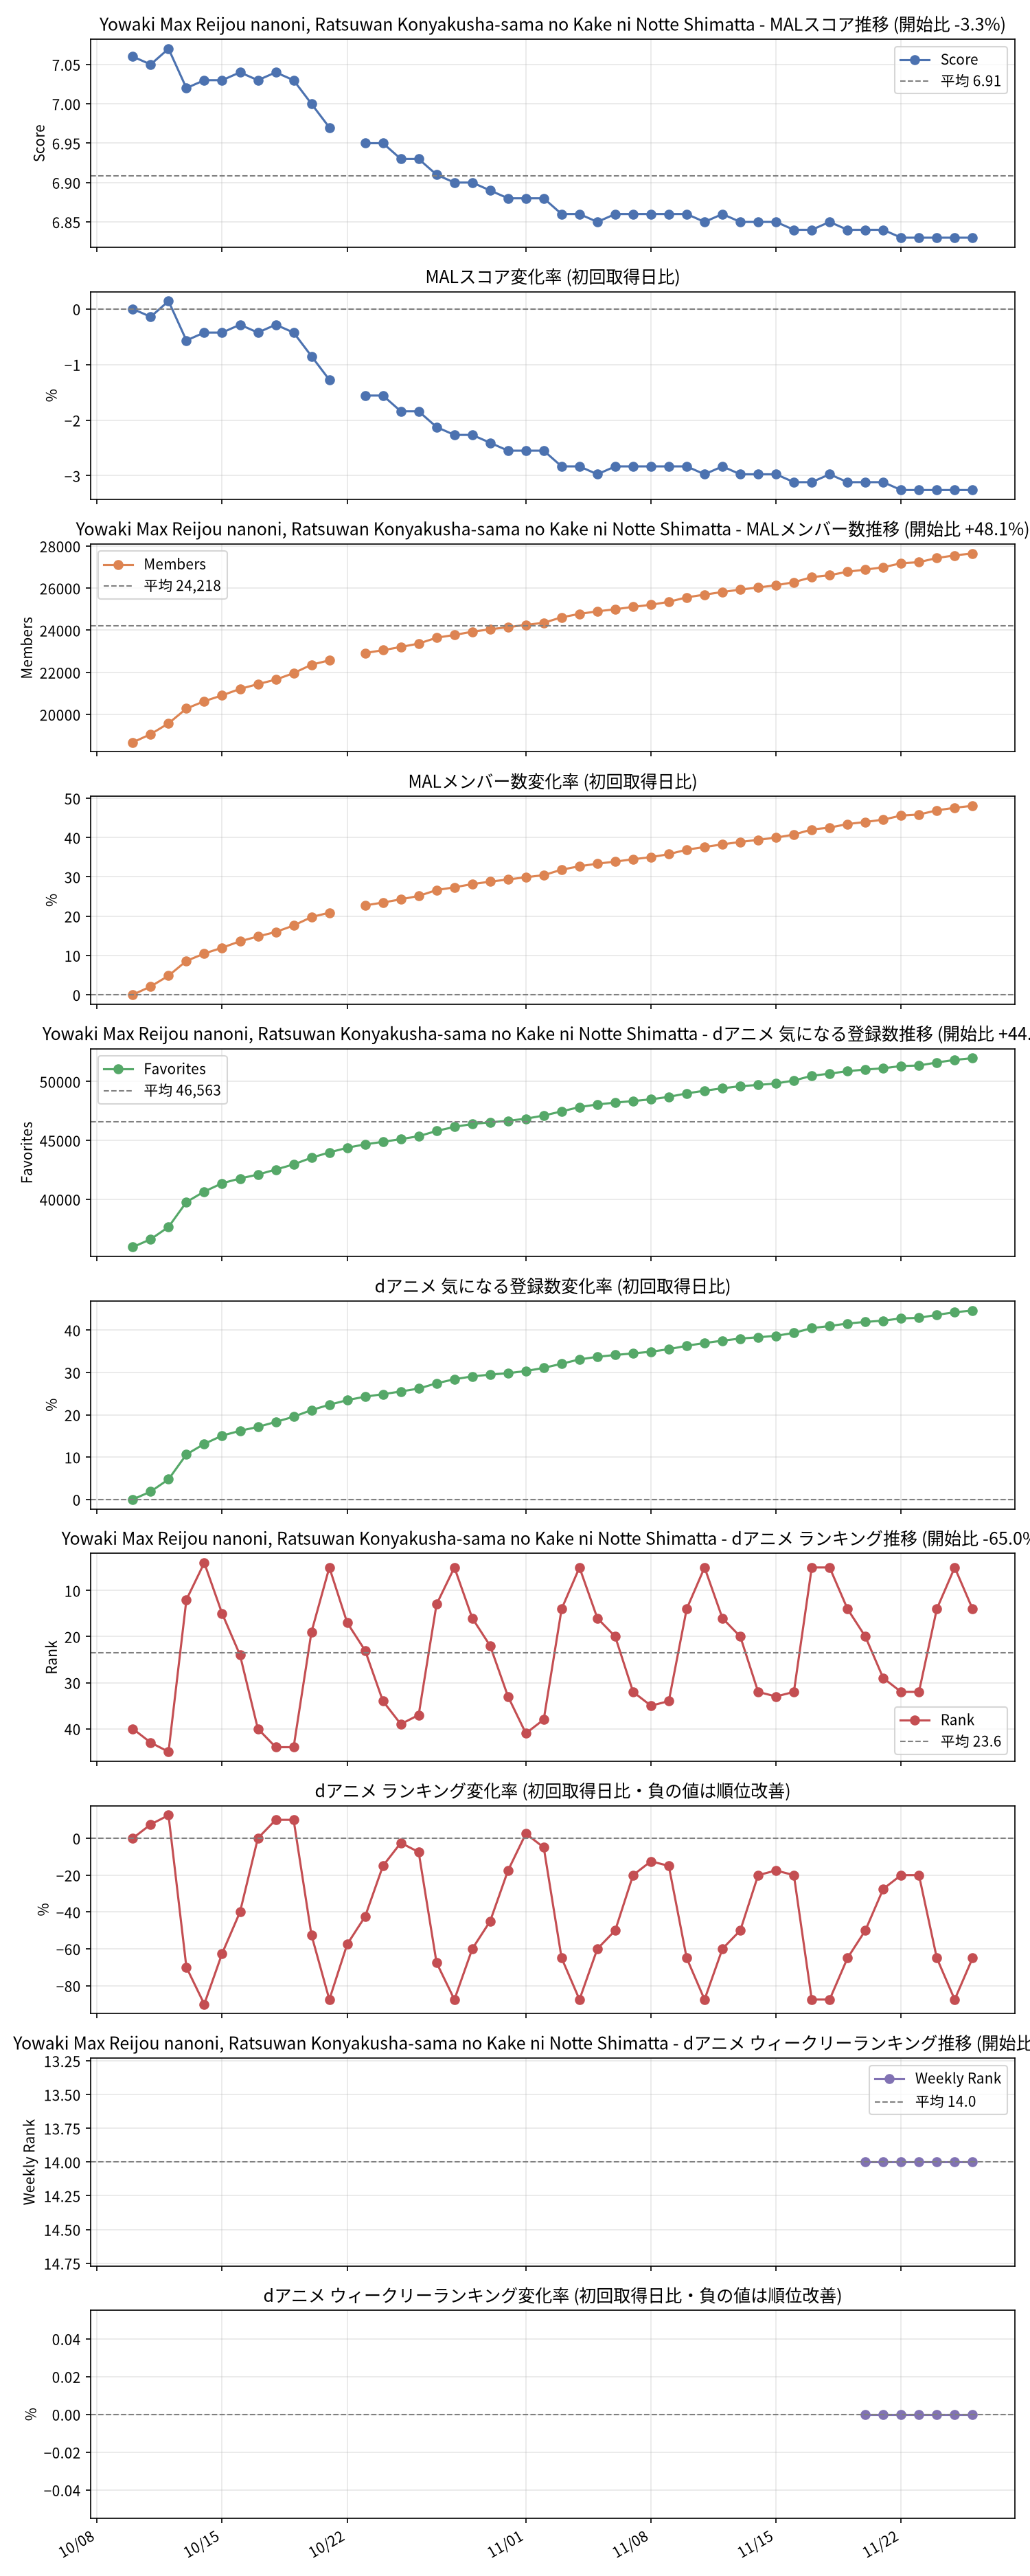 Yowaki Max Reijou nanoni, Ratsuwan Konyakusha-sama no Kake ni Notte Shimatta - MALスコア推移 (開始比 -3.3%)
7.05
7.00
6.95
6.90
6.85
Score
Score
平均 6.91
MALスコア変化率 (初回取得日比)
0
−1
−2
−3
%
Yowaki Max Reijou nanoni, Ratsuwan Konyakusha-sama no Kake ni Notte Shimatta - MALメンバー数推移 (開始比 +48.1%)
28000
26000
24000
22000
20000
Members
Members
平均 24,218
MALメンバー数変化率 (初回取得日比)
50
40
30
20
10
0
%
Yowaki Max Reijou nanoni, Ratsuwan Konyakusha-sama no Kake ni Notte Shimatta - dアニメ 気になる登録数推移 (開始比 +44.
50000
45000
40000
Favorites
Favorites
平均 46,563
dアニメ 気になる登録数変化率 (初回取得日比)
40
30
20
10
0
%
Yowaki Max Reijou nanoni, Ratsuwan Konyakusha-sama no Kake ni Notte Shimatta - dアニメ ランキング推移 (開始比 -65.0%
10
20
30
40
Rank
Rank
平均 23.6
dアニメ ランキング変化率 (初回取得日比・負の値は順位改善)
0
−20
−40
−60
−80
%
Yowaki Max Reijou nanoni, Ratsuwan Konyakusha-sama no Kake ni Notte Shimatta - dアニメ ウィークリーランキング推移 (開始比
13.25
13.50
13.75
14.00
14.25
14.50
14.75
Weekly Rank
Weekly Rank
平均 14.0
dアニメ ウィークリーランキング変化率 (初回取得日比・負の値は順位改善)
0.04
0.02
0.00
−0.02
−0.04
%
10/08
10/15
10/22
11/01
11/08
11/15
11/22